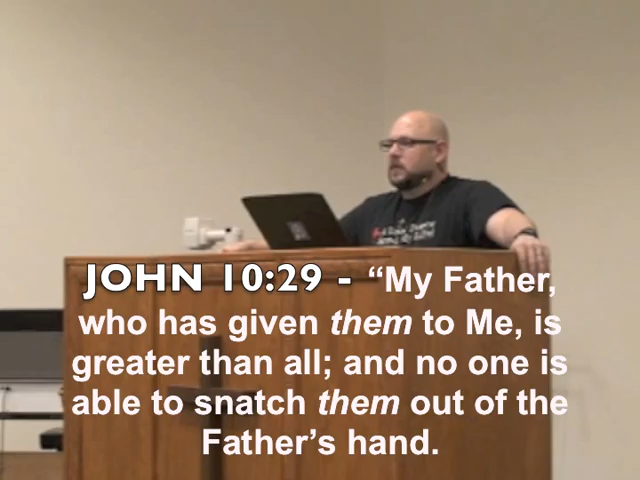 JOHN 10:29 - “My Father,
who has given them to Me, is
greater than all; and no one is
able to snatch them out of the
Father’s hand.